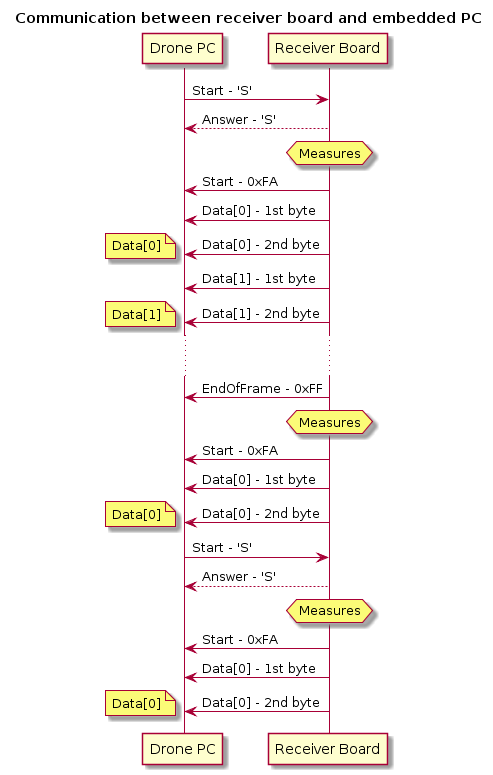 Communication between receiver board and embedded PC
Drone PC
Receiver Board
Start - 'S'
Answer - 'S'
Measures
Start - 0xFA
Data[0] - 1st byte
Data[0]
Data[0] - 2nd byte
Data[1] - 1st byte
Data[1]
Data[1] - 2nd byte
EndOfFrame - 0xFF
Measures
Start - 0xFA
Data[0] - 1st byte
Data[0]
Data[0] - 2nd byte
Start - 'S'
Answer - 'S'
Measures
Start - 0xFA
Data[0] - 1st byte
Data[0]
Data[0] - 2nd byte
Drone PC
Receiver Board